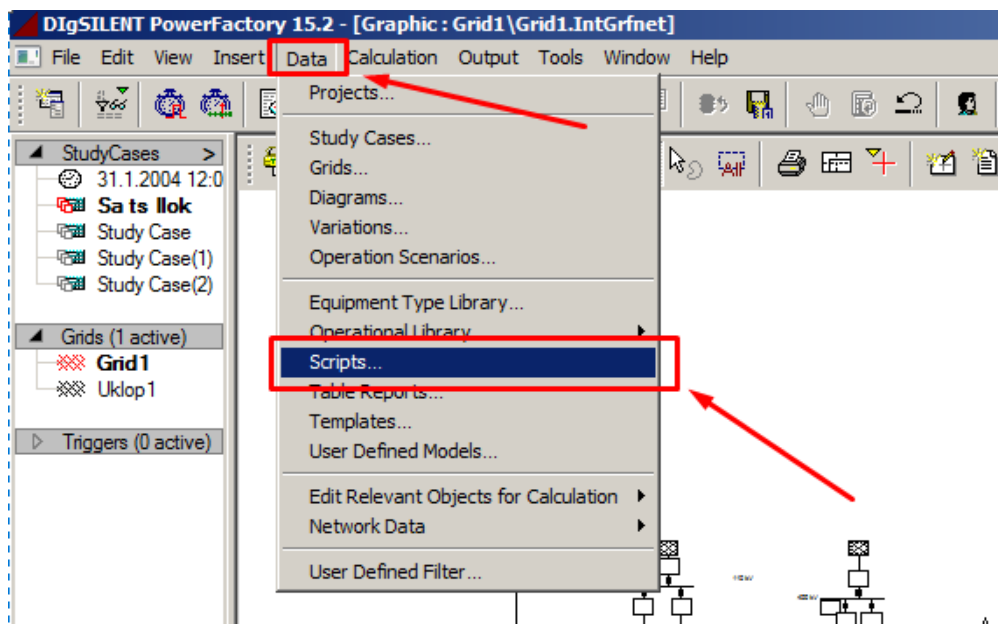 DIgSILENT PowerFactory 15.2 - [Graphic : Grid1\Grid1.IntGrfnet]
File Edit View Insert Data Calculation Output Tools Window Help
Projects...
Study Cases...
Grids...
Diagrams...
Variations...
Operation Scenarios...
Equipment Type Library...
Operational Library
Scripts...
Table Reports...
Templates...
User Defined Models...
Edit Relevant Objects for Calculation
Network Data
User Defined Filter...
StudyCases >
31.1.2004 12:0
Sa ts Ilok
Study Case
Study Case(1)
Study Case(2)
Grids (1 active)
Grid1
Uklop1
Triggers (0 active)